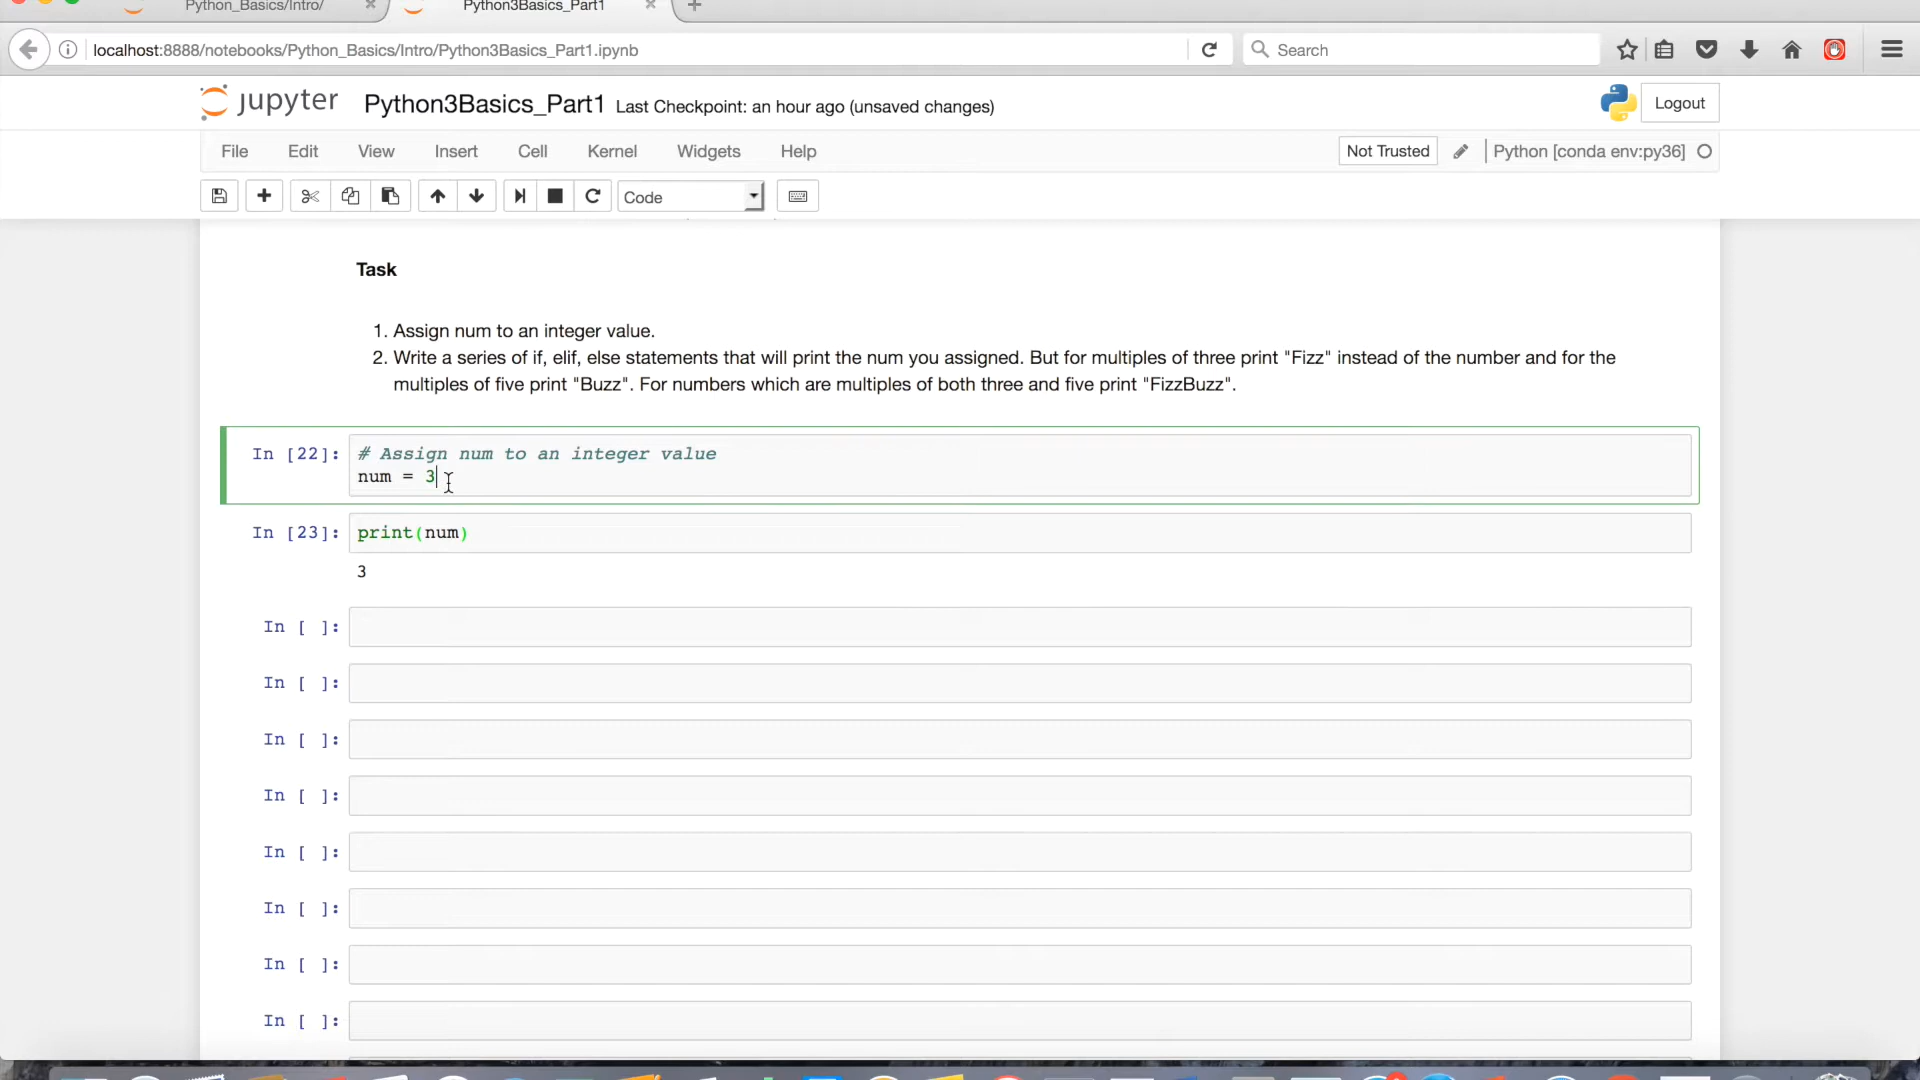 Python_Basics/Intro/
Python3Basics_Part1
localhost:8888/notebooks/Python_Basics/Intro/Python3Basics_Part1.ipynb
Search
jupyter
Python3Basics_Part1
Last Checkpoint: an hour ago (unsaved changes)
Logout
File Edit View Insert Cell Kernel Widgets Help
Not Trusted
Python [conda env:py36]
Code
Task
1. Assign num to an integer value.
2. Write a series of if, elif, else statements that will print the num you assigned. But for multiples of three print "Fizz" instead of the number and for the
multiples of five print "Buzz". For numbers which are multiples of both three and five print "FizzBuzz".
In [22]: # Assign num to an integer value
num = 3
In [23]: print(num)
3
In [ ]:
In [ ]:
In [ ]:
In [ ]:
In [ ]:
In [ ]:
In [ ]:
In [ ]: